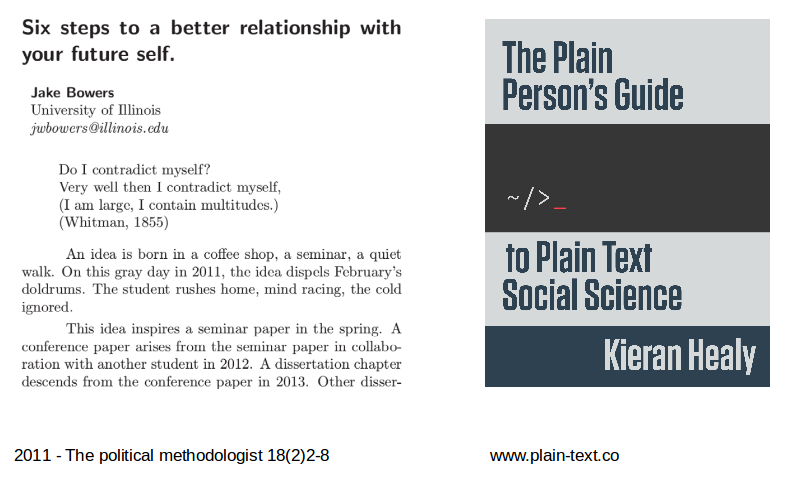 Six steps to a better relationship with
your future self.
Jake Bowers
University of Illinois
jwbowers@illinois.edu
Do I contradict myself?
Very well then I contradict myself,
(I am large, I contain multitudes.)
(Whitman, 1855)
An idea is born in a coffee shop, a seminar, a quiet
walk. On this gray day in 2011, the idea dispels February's
doldrums. The student rushes home, mind racing, the cold
ignored.
This idea inspires a seminar paper in the spring. A
conference paper arises from the seminar paper in collabo-
ration with another student in 2012. A dissertation chapter
descends from the conference paper in 2013. Other disser-
2011 - The political methodologist 18(2)2-8
The Plain
Person's Guide
~/>_
to Plain Text
Social Science
Kieran Healy
www.plain-text.co